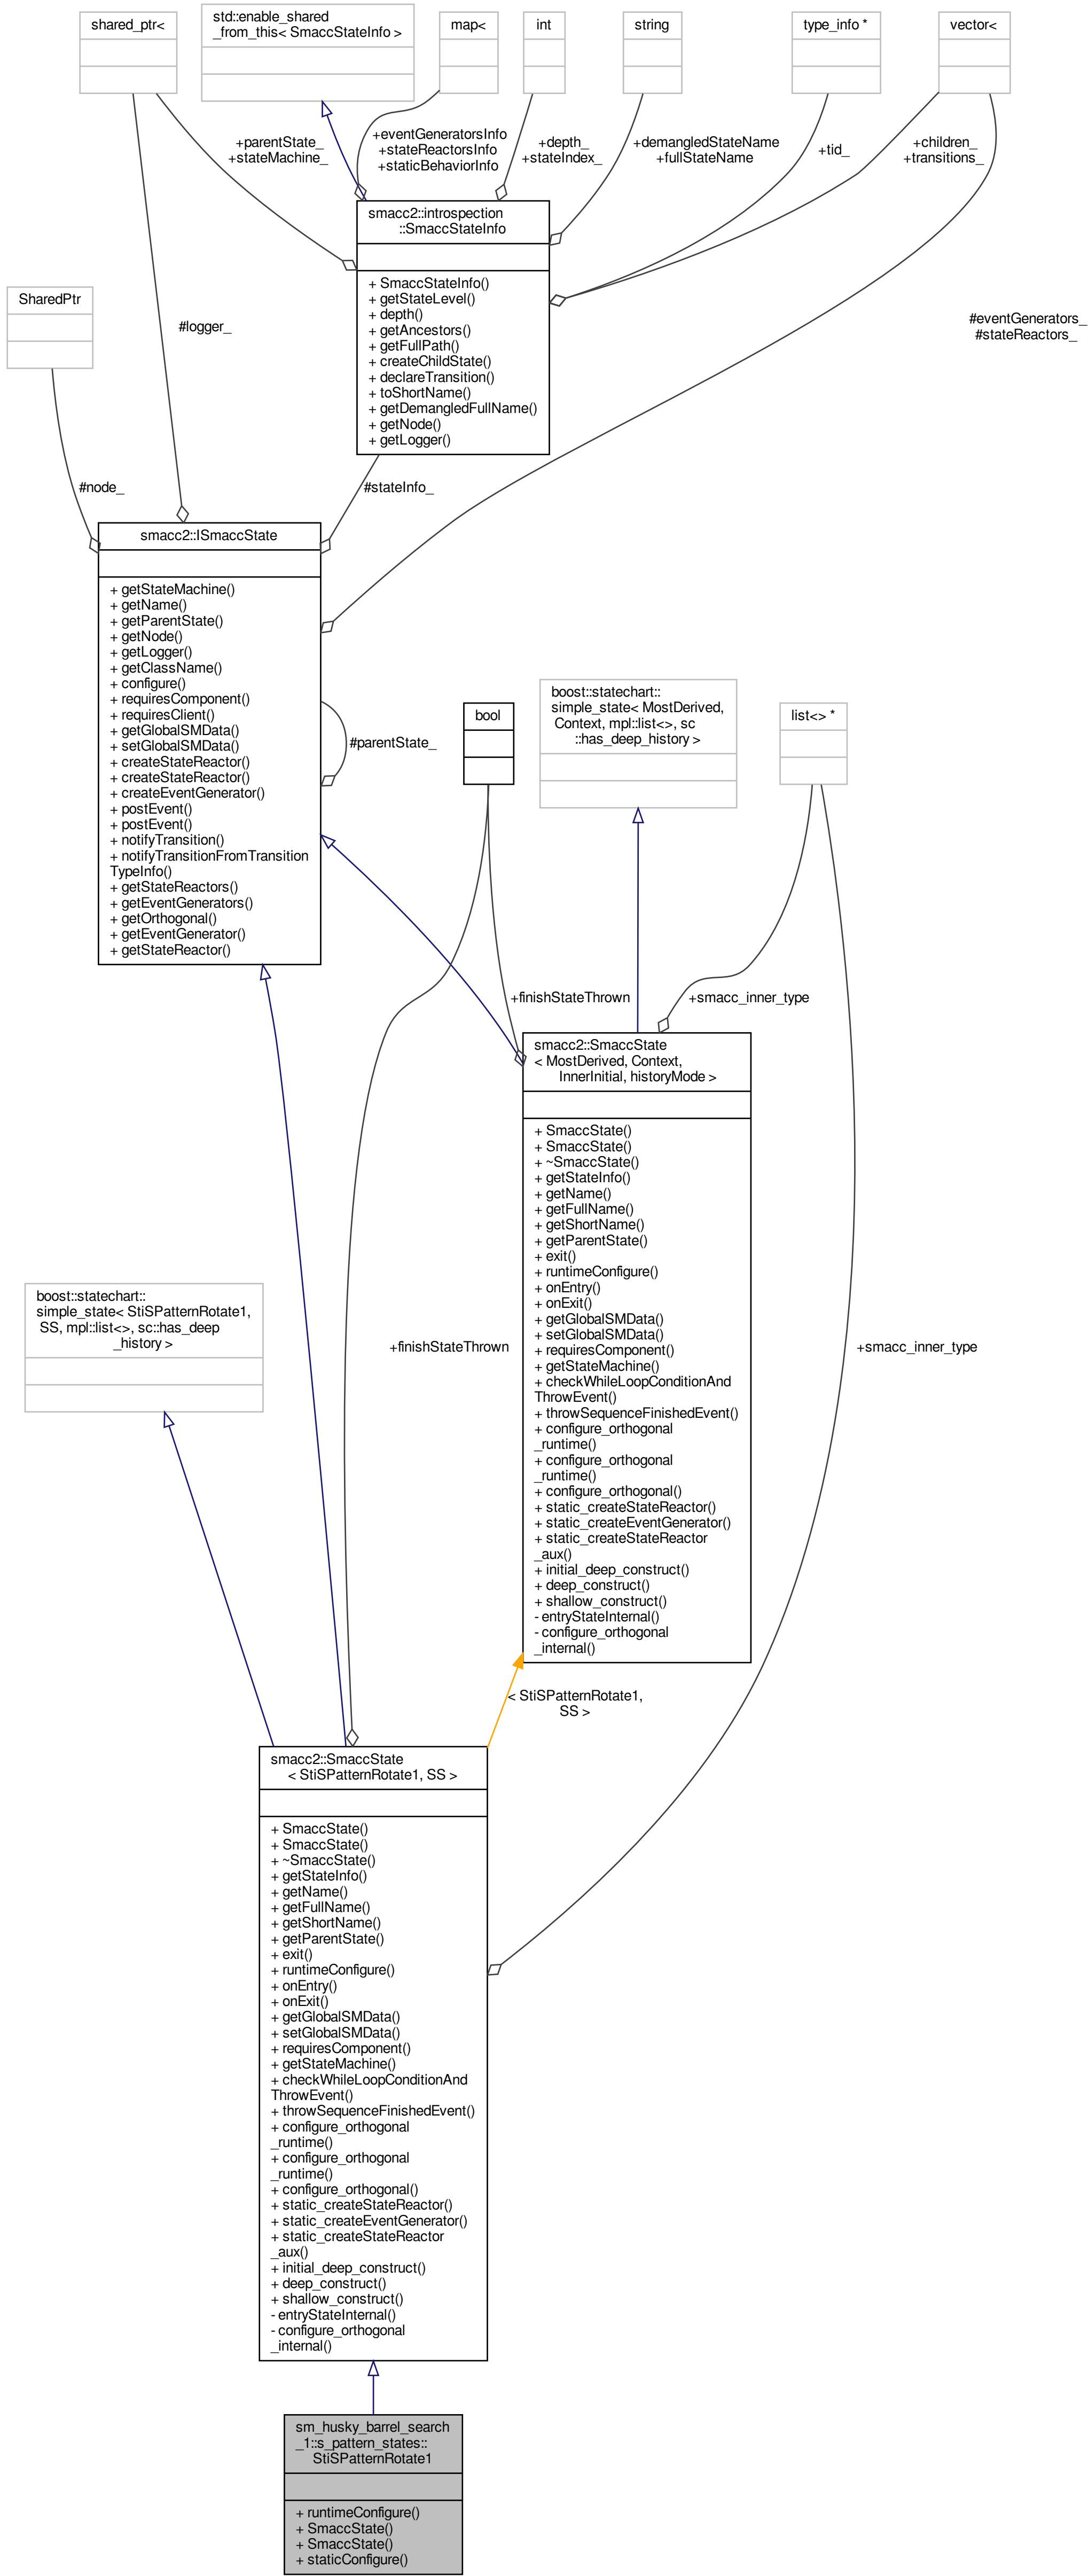 shared_ptr<
std::enable_shared
_from_this< SmaccStateInfo >
map<
int
string
type_info *
vector<
+parentState_
+stateMachine_
+eventGeneratorsInfo
+stateReactorsInfo
+staticBehaviorInfo
+depth_
+stateIndex_
+demangledStateName
+fullStateName
+tid_
+children_
+transitions_
smacc2::introspection
::SmaccStateInfo
+ SmaccStateInfo()
+ getStateLevel()
+ depth()
+ getAncestors()
+ getFullPath()
+ createChildState()
+ declareTransition()
+ toShortName()
+ getDemangledFullName()
+ getNode()
+ getLogger()
SharedPtr
#logger_
#eventGenerators_
#stateReactors_
#node_
#stateInfo_
smacc2::ISmaccState
+ getStateMachine()
+ getName()
+ getParentState()
+ getNode()
+ getLogger()
+ getClassName()
+ configure()
+ requiresComponent()
+ requiresClient()
+ getGlobalSMData()
+ setGlobalSMData()
+ createStateReactor()
+ createStateReactor()
+ createEventGenerator()
+ postEvent()
+ postEvent()
+ notifyTransition()
+ notifyTransitionFromTransition
TypeInfo()
+ getStateReactors()
+ getEventGenerators()
+ getOrthogonal()
+ getEventGenerator()
+ getStateReactor()
#parentState_
bool
boost::statechart::
simple_state< MostDerived,
Context, mpl::list<>, sc
::has_deep_history >
list<> *
+finishStateThrown
+smacc_inner_type
smacc2::SmaccState
< MostDerived, Context,
InnerInitial, historyMode >
+ SmaccState()
+ SmaccState()
+ ~SmaccState()
+ getStateInfo()
+ getName()
+ getFullName()
+ getShortName()
+ getParentState()
+ exit()
+ runtimeConfigure()
+ onEntry()
+ onExit()
+ getGlobalSMData()
+ setGlobalSMData()
+ requiresComponent()
+ getStateMachine()
+ checkWhileLoopConditionAnd
ThrowEvent()
+ throwSequenceFinishedEvent()
+ configure_orthogonal
_runtime()
+ configure_orthogonal
_runtime()
+ configure_orthogonal()
+ static_createStateReactor()
+ static_createEventGenerator()
+ static_createStateReactor
_aux()
+ initial_deep_construct()
+ deep_construct()
+ shallow_construct()
- entryStateInternal()
- configure_orthogonal
_internal()
boost::statechart::
simple_state< StiSPatternRotate1,
SS, mpl::list<>, sc::has_deep
_history >
+finishStateThrown
+smacc_inner_type
< StiSPatternRotate1,
SS >
smacc2::SmaccState
< StiSPatternRotate1, SS >
+ SmaccState()
+ SmaccState()
+ ~SmaccState()
+ getStateInfo()
+ getName()
+ getFullName()
+ getShortName()
+ getParentState()
+ exit()
+ runtimeConfigure()
+ onEntry()
+ onExit()
+ getGlobalSMData()
+ setGlobalSMData()
+ requiresComponent()
+ getStateMachine()
+ checkWhileLoopConditionAnd
ThrowEvent()
+ throwSequenceFinishedEvent()
+ configure_orthogonal
_runtime()
+ configure_orthogonal
_runtime()
+ configure_orthogonal()
+ static_createStateReactor()
+ static_createEventGenerator()
+ static_createStateReactor
_aux()
+ initial_deep_construct()
+ deep_construct()
+ shallow_construct()
- entryStateInternal()
- configure_orthogonal
_internal()
sm_husky_barrel_search
_1::s_pattern_states::
StiSPatternRotate1
+ runtimeConfigure()
+ SmaccState()
+ SmaccState()
+ staticConfigure()